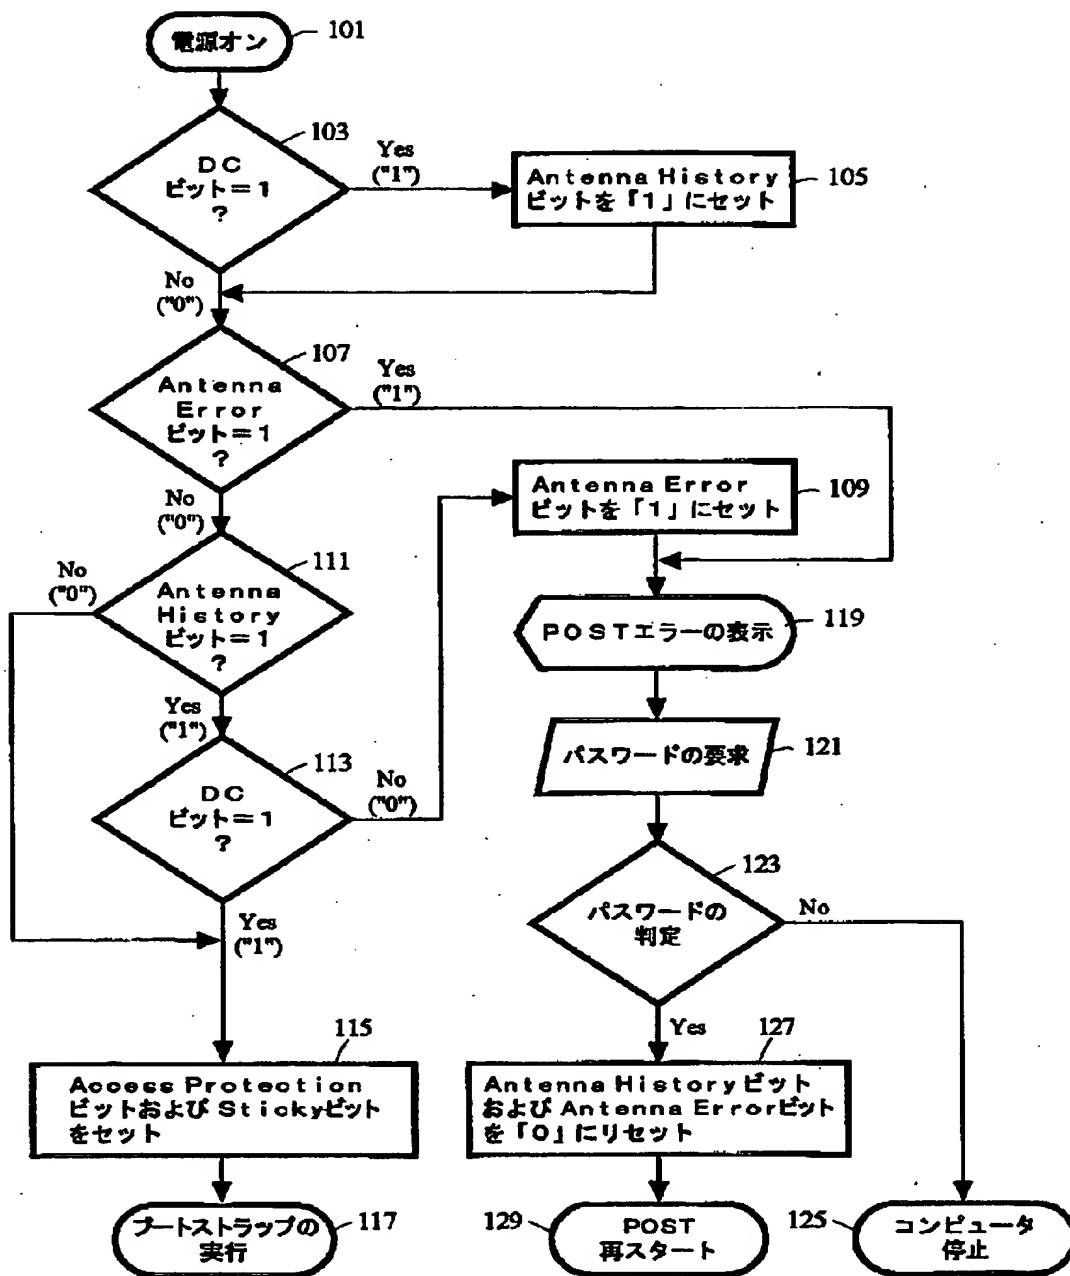 電源オン
101
DC
ビット=1
?
103
Yes
("1")
Antenna History
ビットを「1」にセット
105
No
("0")
Antenna
Error
ビット=1
?
107
Yes
("1")
Antenna Error
ビットを「1」にセット
109
No
("0")
Antenna
History
ビット=1
?
111
No
("0")
POSTエラーの表示
119
Yes
("1")
パスワードの要求
121
DC
ビット=1
?
113
No
("0")
パスワードの
判定
123
No
Yes
("1")
Yes
115
Access Protection
ビットおよび Stickyビット
をセット
127
Antenna Historyビット
および Antenna Errorビット
を「0」にリセット
ブートストラップの
実行
117
129
POST
再スタート
125
コンピュータ
停止